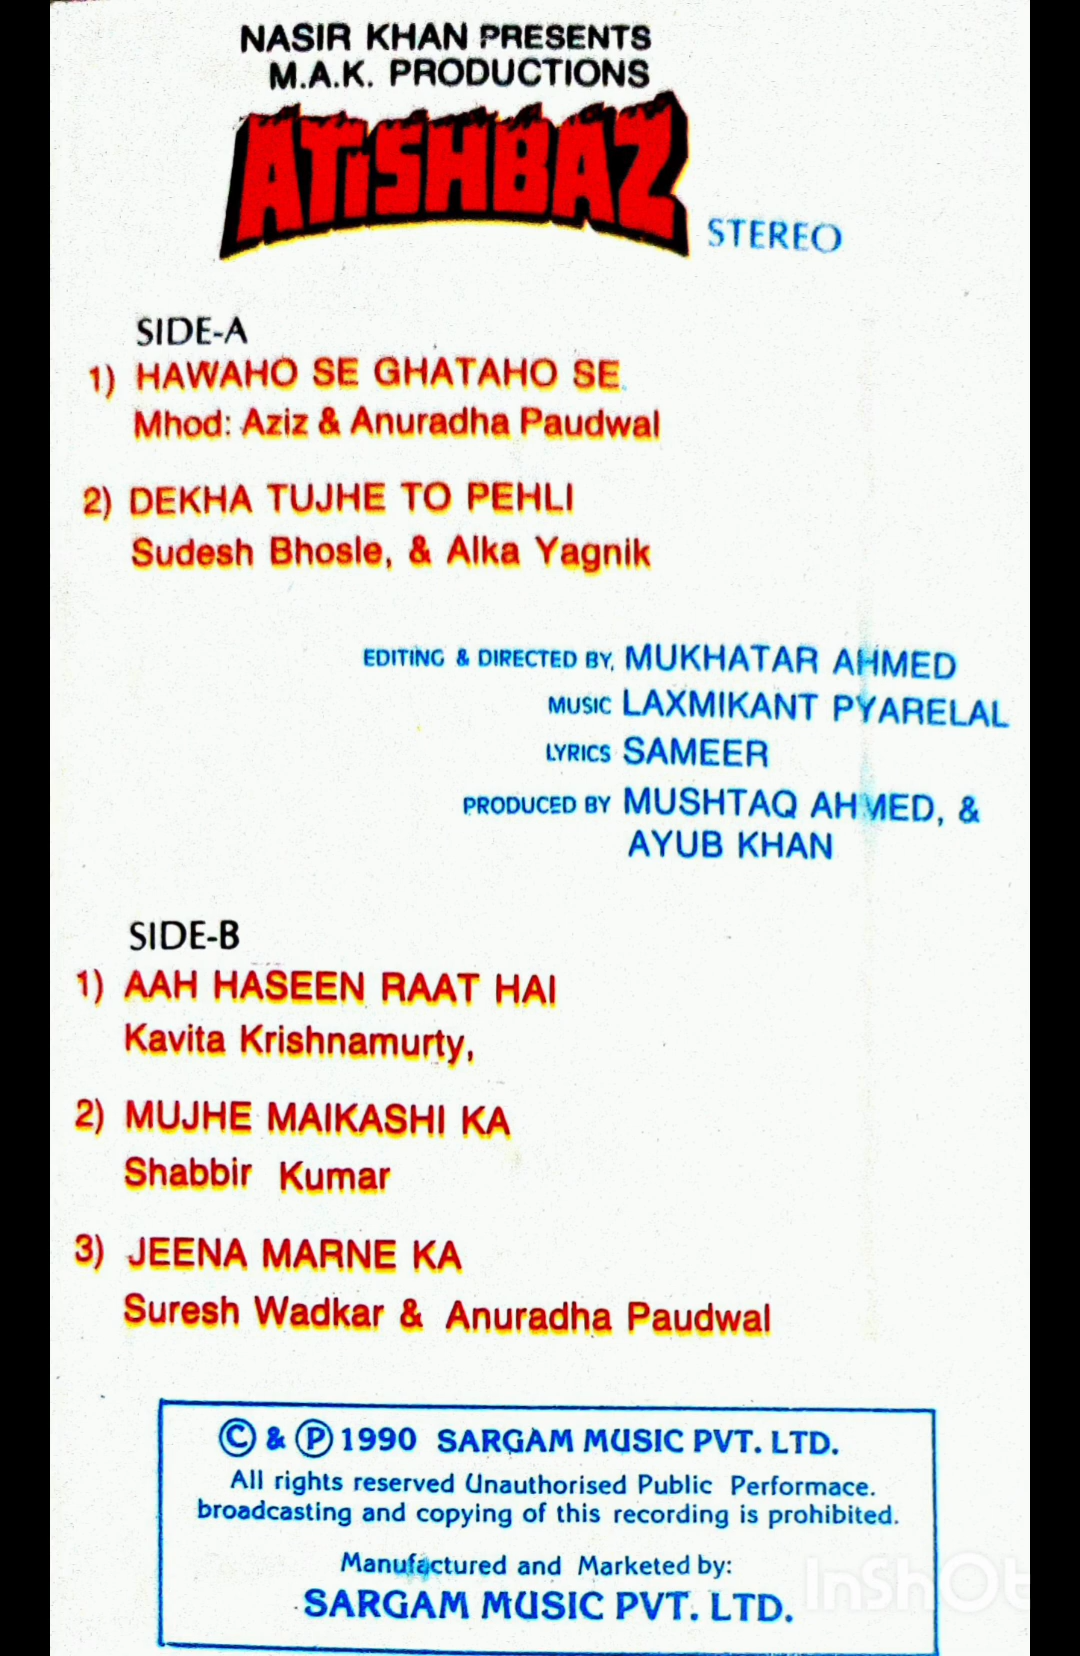 NASIR KHAN PRESENTS
M.A.K. PRODUCTIONS
ATISHBAZ
STEREO
SIDE-A
1) HAWAHO SE GHATAHO SE
Mhod: Aziz & Anuradha Paudwal
2) DEKHA TUJHE TO PEHLI
Sudesh Bhosle, & Alka Yagnik
EDITING & DIRECTED BY, MUKHATAR AHMED
MUSIC LAXMIKANT PYARELAL
LYRICS SAMEER
PRODUCED BY MUSHTAQ AHMED, &
AYUB KHAN
SIDE-B
1) AAH HASEEN RAAT HAI
Kavita Krishnamurty,
2) MUJHE MAIKASHI KA
Shabbir Kumar
3) JEENA MARNE KA
Suresh Wadkar & Anuradha Paudwal
© & ℗ 1990 SARGAM MUSIC PVT. LTD.
All rights reserved Unauthorised Public Performace.
broadcasting and copying of this recording is prohibited.
Manufactured and Marketed by:
SARGAM MUSIC PVT. LTD.
InShOt